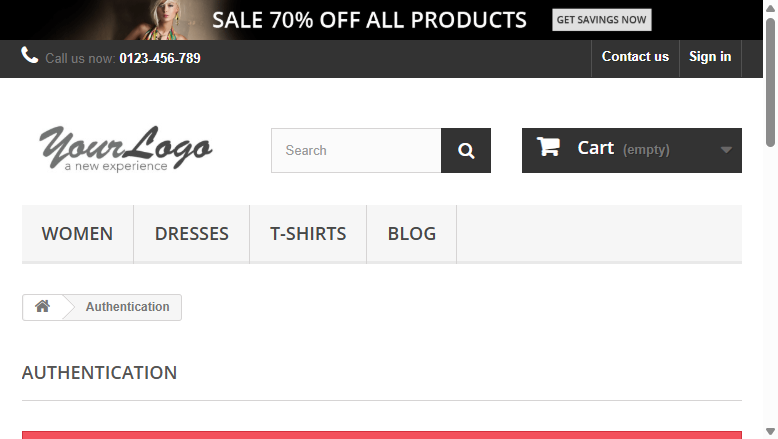 SALE 70% OFF ALL PRODUCTS GET SAVINGS NOW
Call us now: 0123-456-789 Contact us Sign in
YourLogo
a new experience
Search
Cart (empty)
WOMEN DRESSES T-SHIRTS BLOG
Authentication
AUTHENTICATION